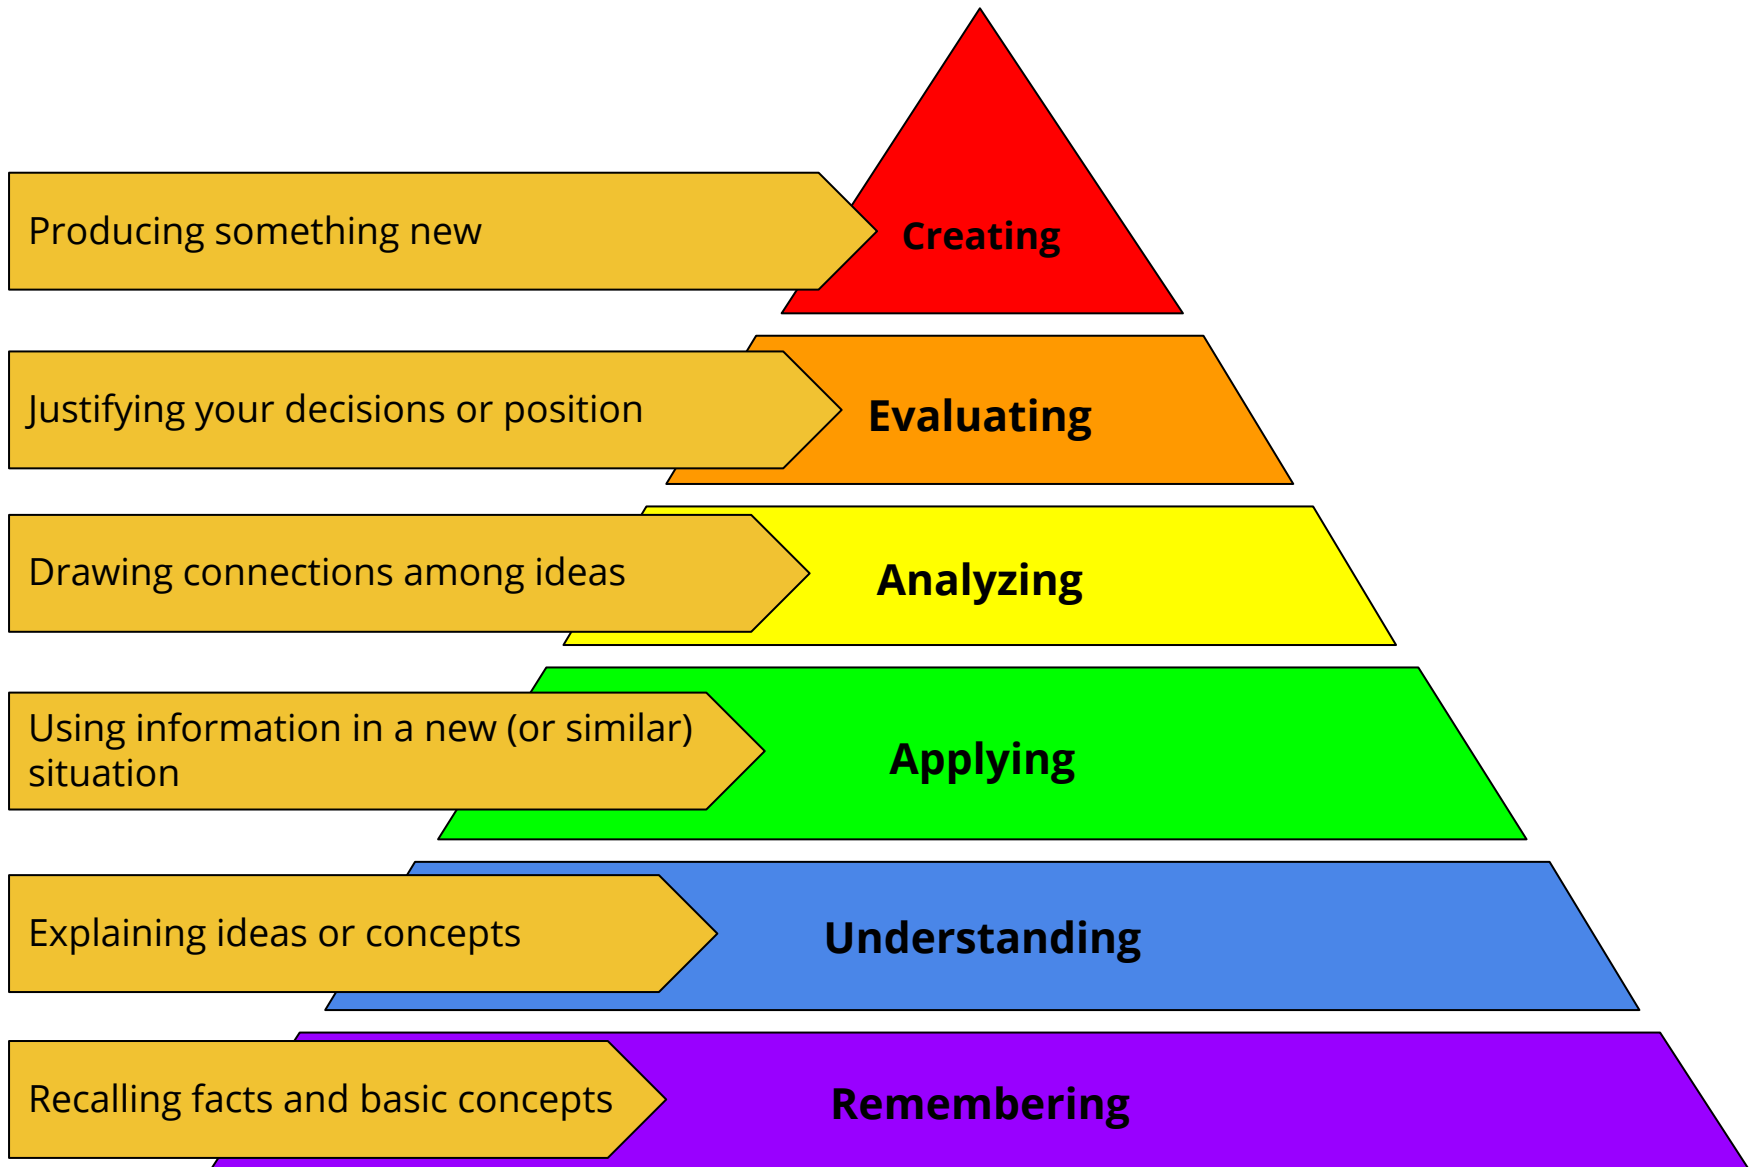 Producing something new
Creating
Justifying your decisions or position
Evaluating
Drawing connections among ideas
Analyzing
Using information in a new (or similar)
situation
Applying
Explaining ideas or concepts
Understanding
Recalling facts and basic concepts
Remembering